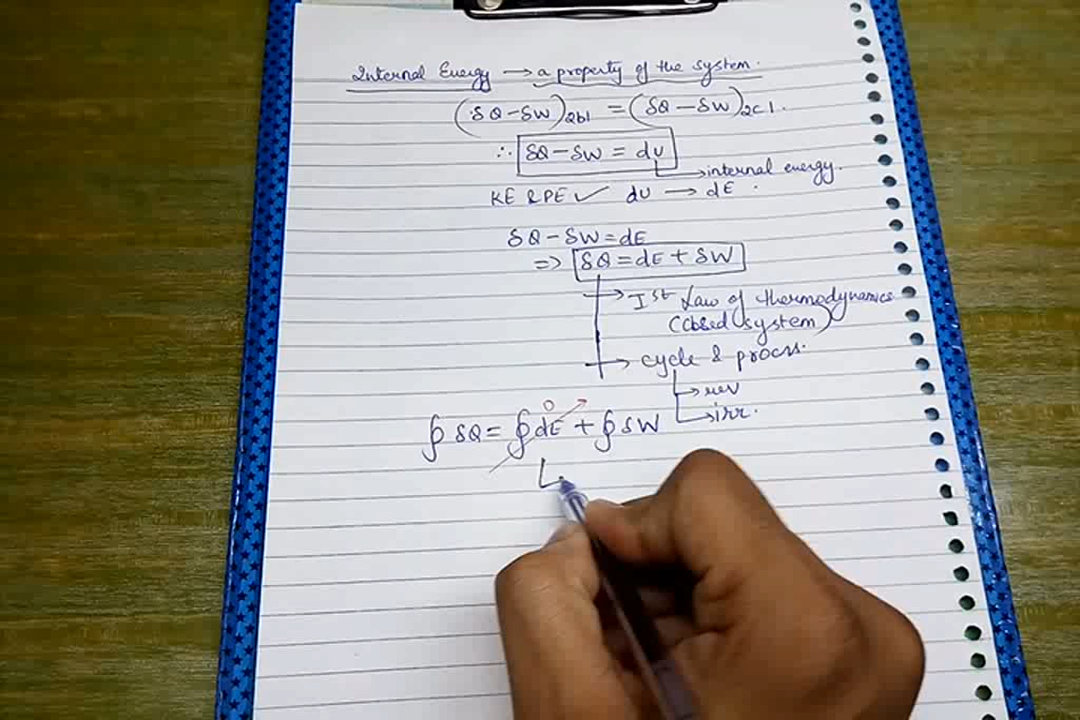 Internal Energy → a property of the system.
(δQ-δW)2b1 = (δQ-δW)2c1.
∴ δQ-δW = dU
→ internal energy.
KE & PE ✓ dU → dE.
δQ-δW=dE
=> δQ = dE + δW
→ Ist Law of thermodynamics
(closed system)
→ cycle & process.
→ rev
→ irr.
∮ δQ = ∮ dE + ∮ δW
0